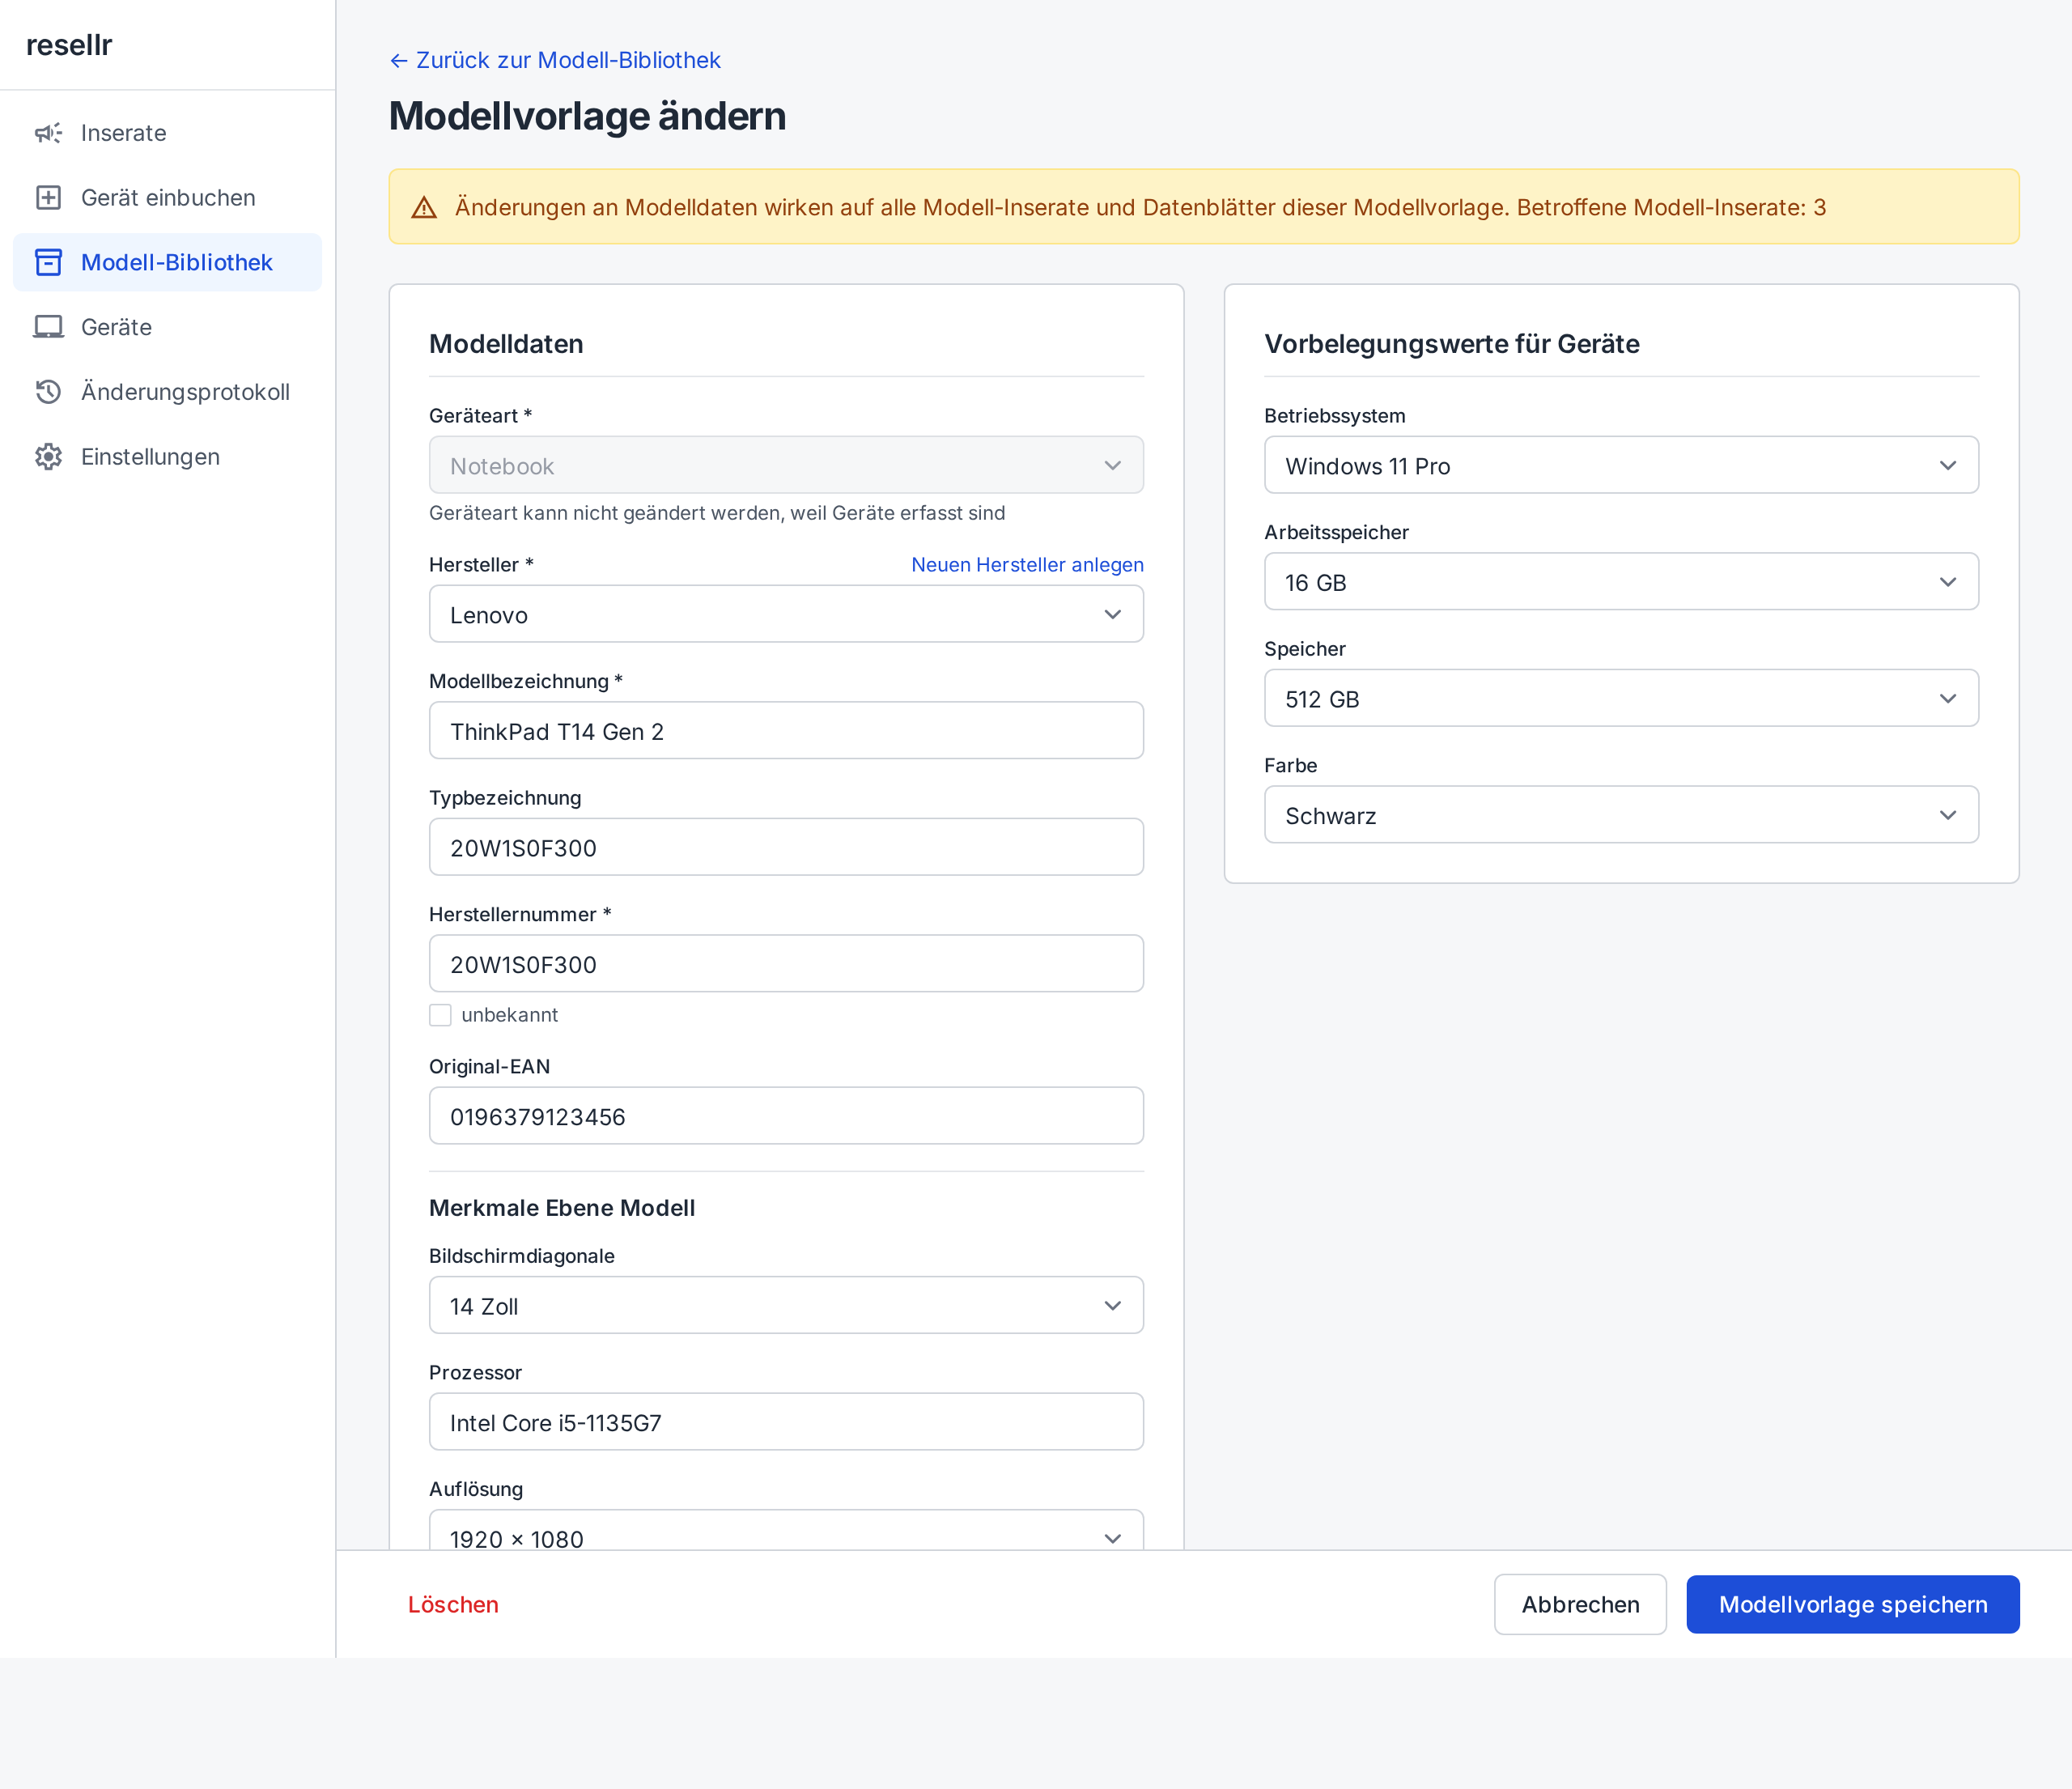 resellr
Inserate
Gerät einbuchen
Modell-Bibliothek
Geräte
Änderungsprotokoll
Einstellungen
← Zurück zur Modell-Bibliothek
Modellvorlage ändern
Änderungen an Modelldaten wirken auf alle Modell-Inserate und Datenblätter dieser Modellvorlage. Betroffene Modell-Inserate: 3
Modelldaten
Geräteart *
Notebook
Geräteart kann nicht geändert werden, weil Geräte erfasst sind
Hersteller *
Neuen Hersteller anlegen
Lenovo
Modellbezeichnung *
ThinkPad T14 Gen 2
Typbezeichnung
20W1S0F300
Herstellernummer *
20W1S0F300
unbekannt
Original-EAN
0196379123456
Merkmale Ebene Modell
Bildschirmdiagonale
14 Zoll
Prozessor
Intel Core i5-1135G7
Auflösung
1920 × 1080
Vorbelegungswerte für Geräte
Betriebssystem
Windows 11 Pro
Arbeitsspeicher
16 GB
Speicher
512 GB
Farbe
Schwarz
Löschen
Abbrechen
Modellvorlage speichern